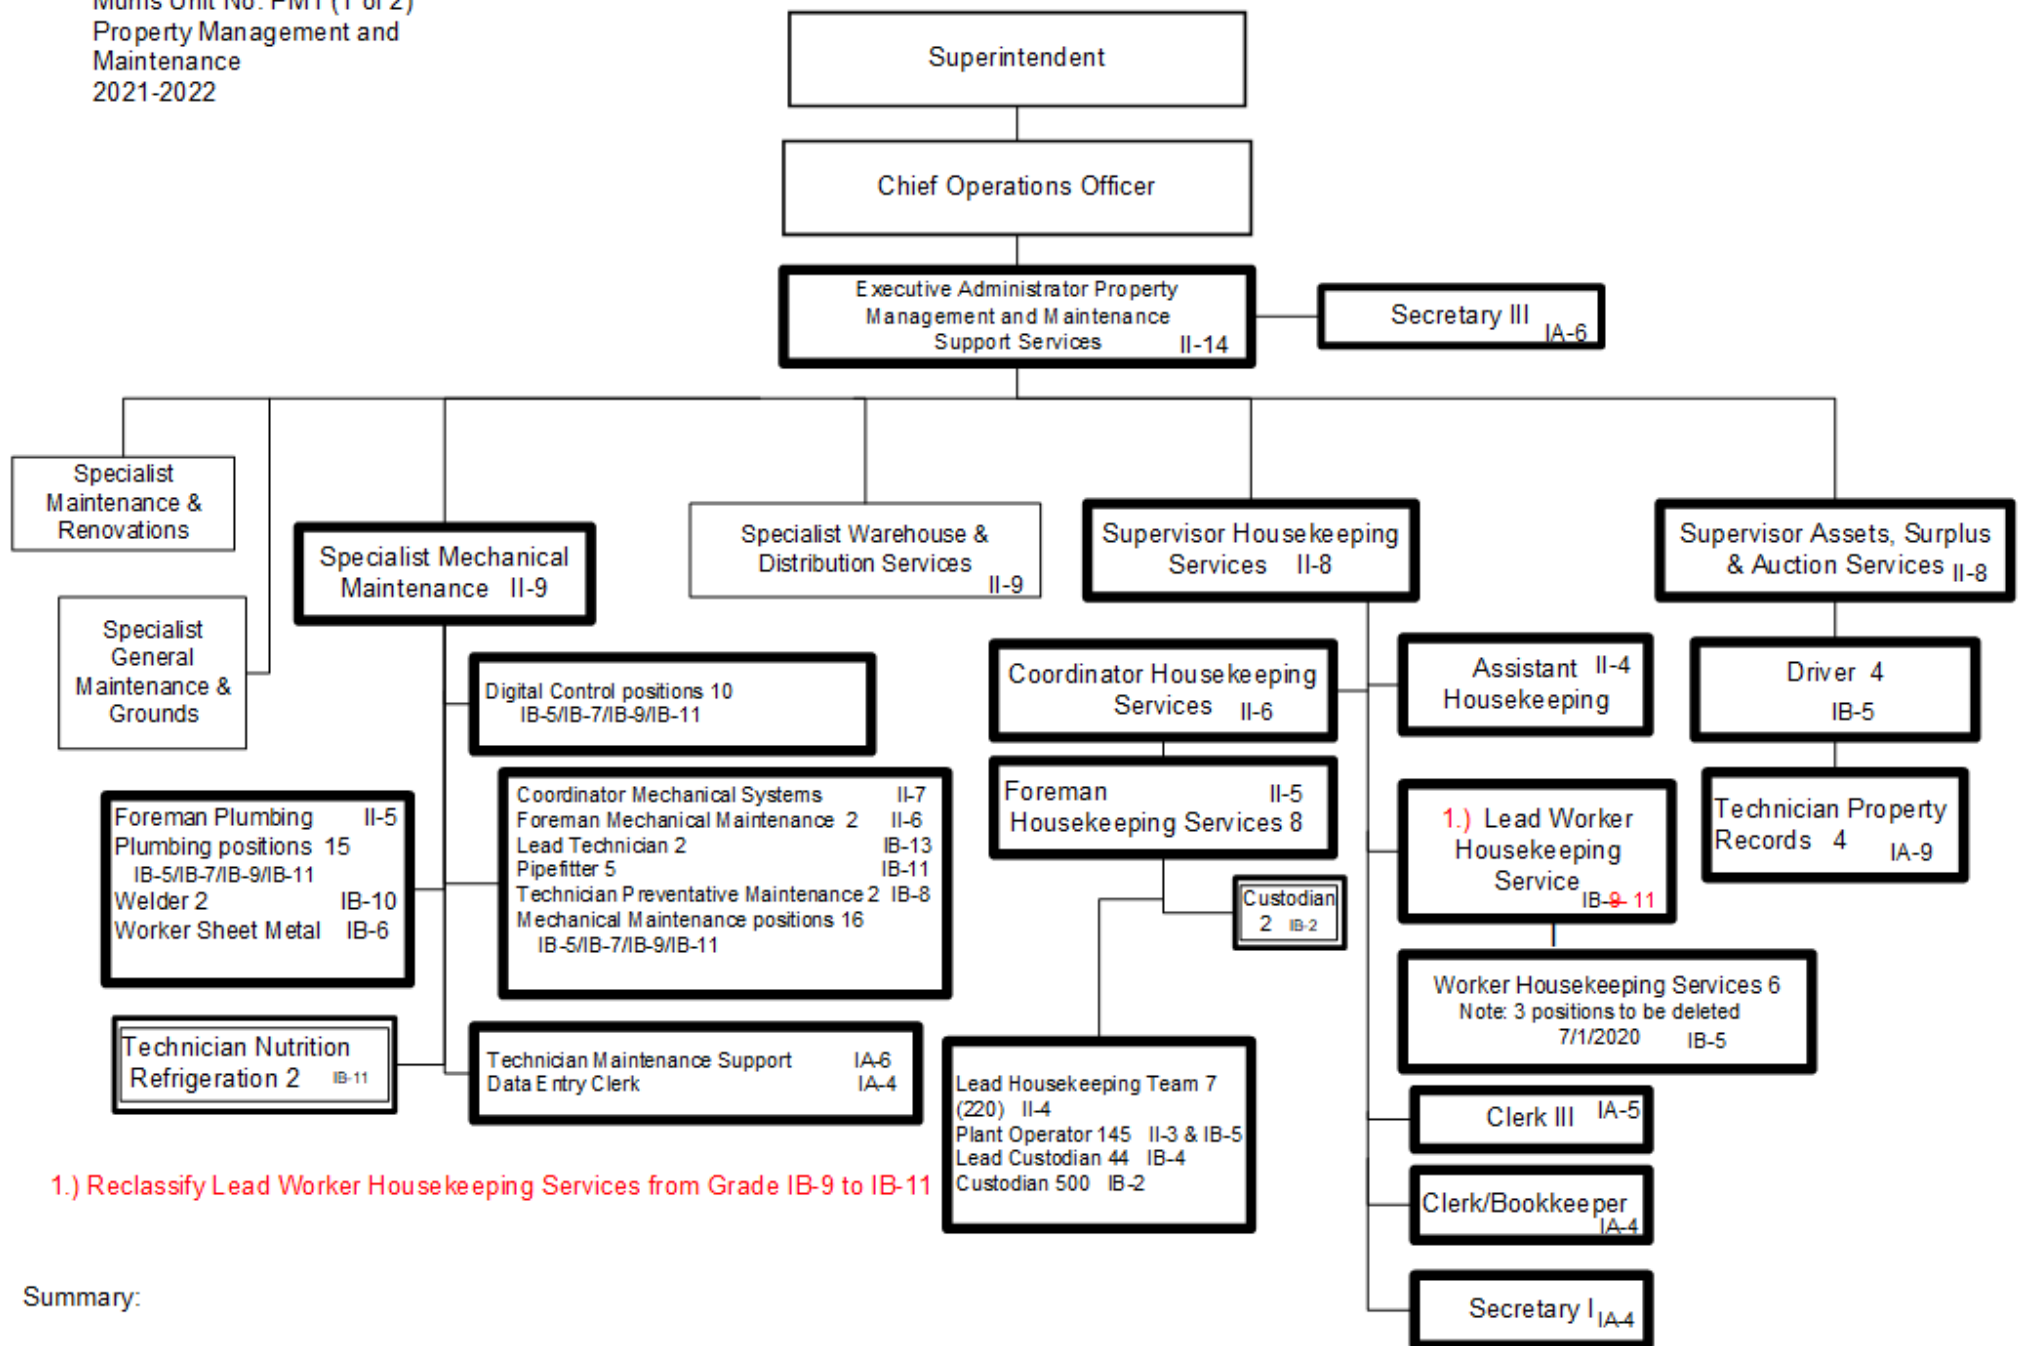 Munis Unit No. PM1 (1 of 2)
Property Management and
Maintenance
2021-2022
Superintendent
Chief Operations Officer
Executive Administrator Property
Management and Maintenance
Support Services II-14
Secretary III IA-6
Specialist
Maintenance &
Renovations
Specialist
General
Maintenance &
Grounds
Specialist Mechanical
Maintenance II-9
Specialist Warehouse &
Distribution Services
II-9
Supervisor Housekeeping
Services II-8
Supervisor Assets, Surplus
& Auction Services II-8
Digital Control positions 10
IB-5/IB-7/IB-9/IB-11
Foreman Plumbing II-5
Plumbing positions 15
IB-5/IB-7/IB-9/IB-11
Welder 2 IB-10
Worker Sheet Metal IB-6
Coordinator Mechanical Systems II-7
Foreman Mechanical Maintenance 2 II-6
Lead Technician 2 IB-13
Pipefitter 5 IB-11
Technician Preventative Maintenance 2 IB-8
Mechanical Maintenance positions 16
IB-5/IB-7/IB-9/IB-11
Technician Nutrition
Refrigeration 2 IB-11
Technician Maintenance Support IA-6
Data Entry Clerk IA-4
Coordinator Housekeeping
Services II-6
Foreman II-5
Housekeeping Services 8
Custodian
2 IB-2
Lead Housekeeping Team 7
(220) II-4
Plant Operator 145 II-3 & IB-5
Lead Custodian 44 IB-4
Custodian 500 IB-2
Assistant II-4
Housekeeping
1.) Lead Worker
Housekeeping
Service
IB-9 11
Worker Housekeeping Services 6
Note: 3 positions to be deleted
7/1/2020 IB-5
Clerk III IA-5
Clerk/Bookkeeper
IA-4
Secretary I IA-4
Driver 4
IB-5
Technician Property
Records 4 IA-9
1.) Reclassify Lead Worker Housekeeping Services from Grade IB-9 to IB-11
Summary: